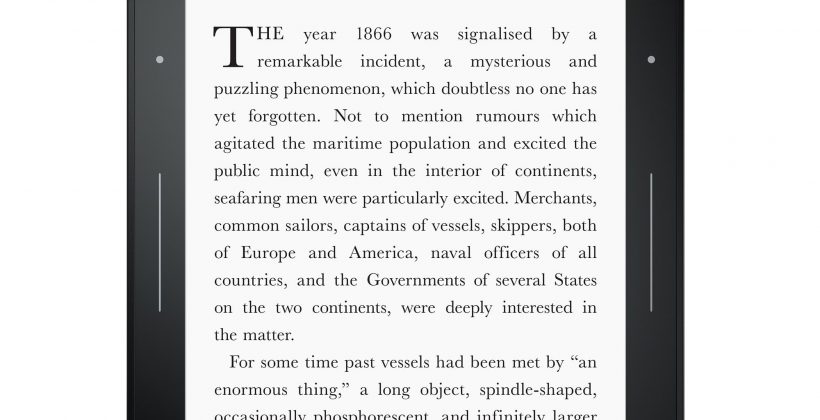 THE year 1866 was signalised by a
remarkable incident, a mysterious and
puzzling phenomenon, which doubtless no one has
yet forgotten. Not to mention rumours which
agitated the maritime population and excited the
public mind, even in the interior of continents,
seafaring men were particularly excited. Merchants,
common sailors, captains of vessels, skippers, both
of Europe and America, naval officers of all
countries, and the Governments of several States
on the two continents, were deeply interested in
the matter.
For some time past vessels had been met by “an
enormous thing,” a long object, spindle-shaped,
occasionally phosphorescent, and infinitely larger